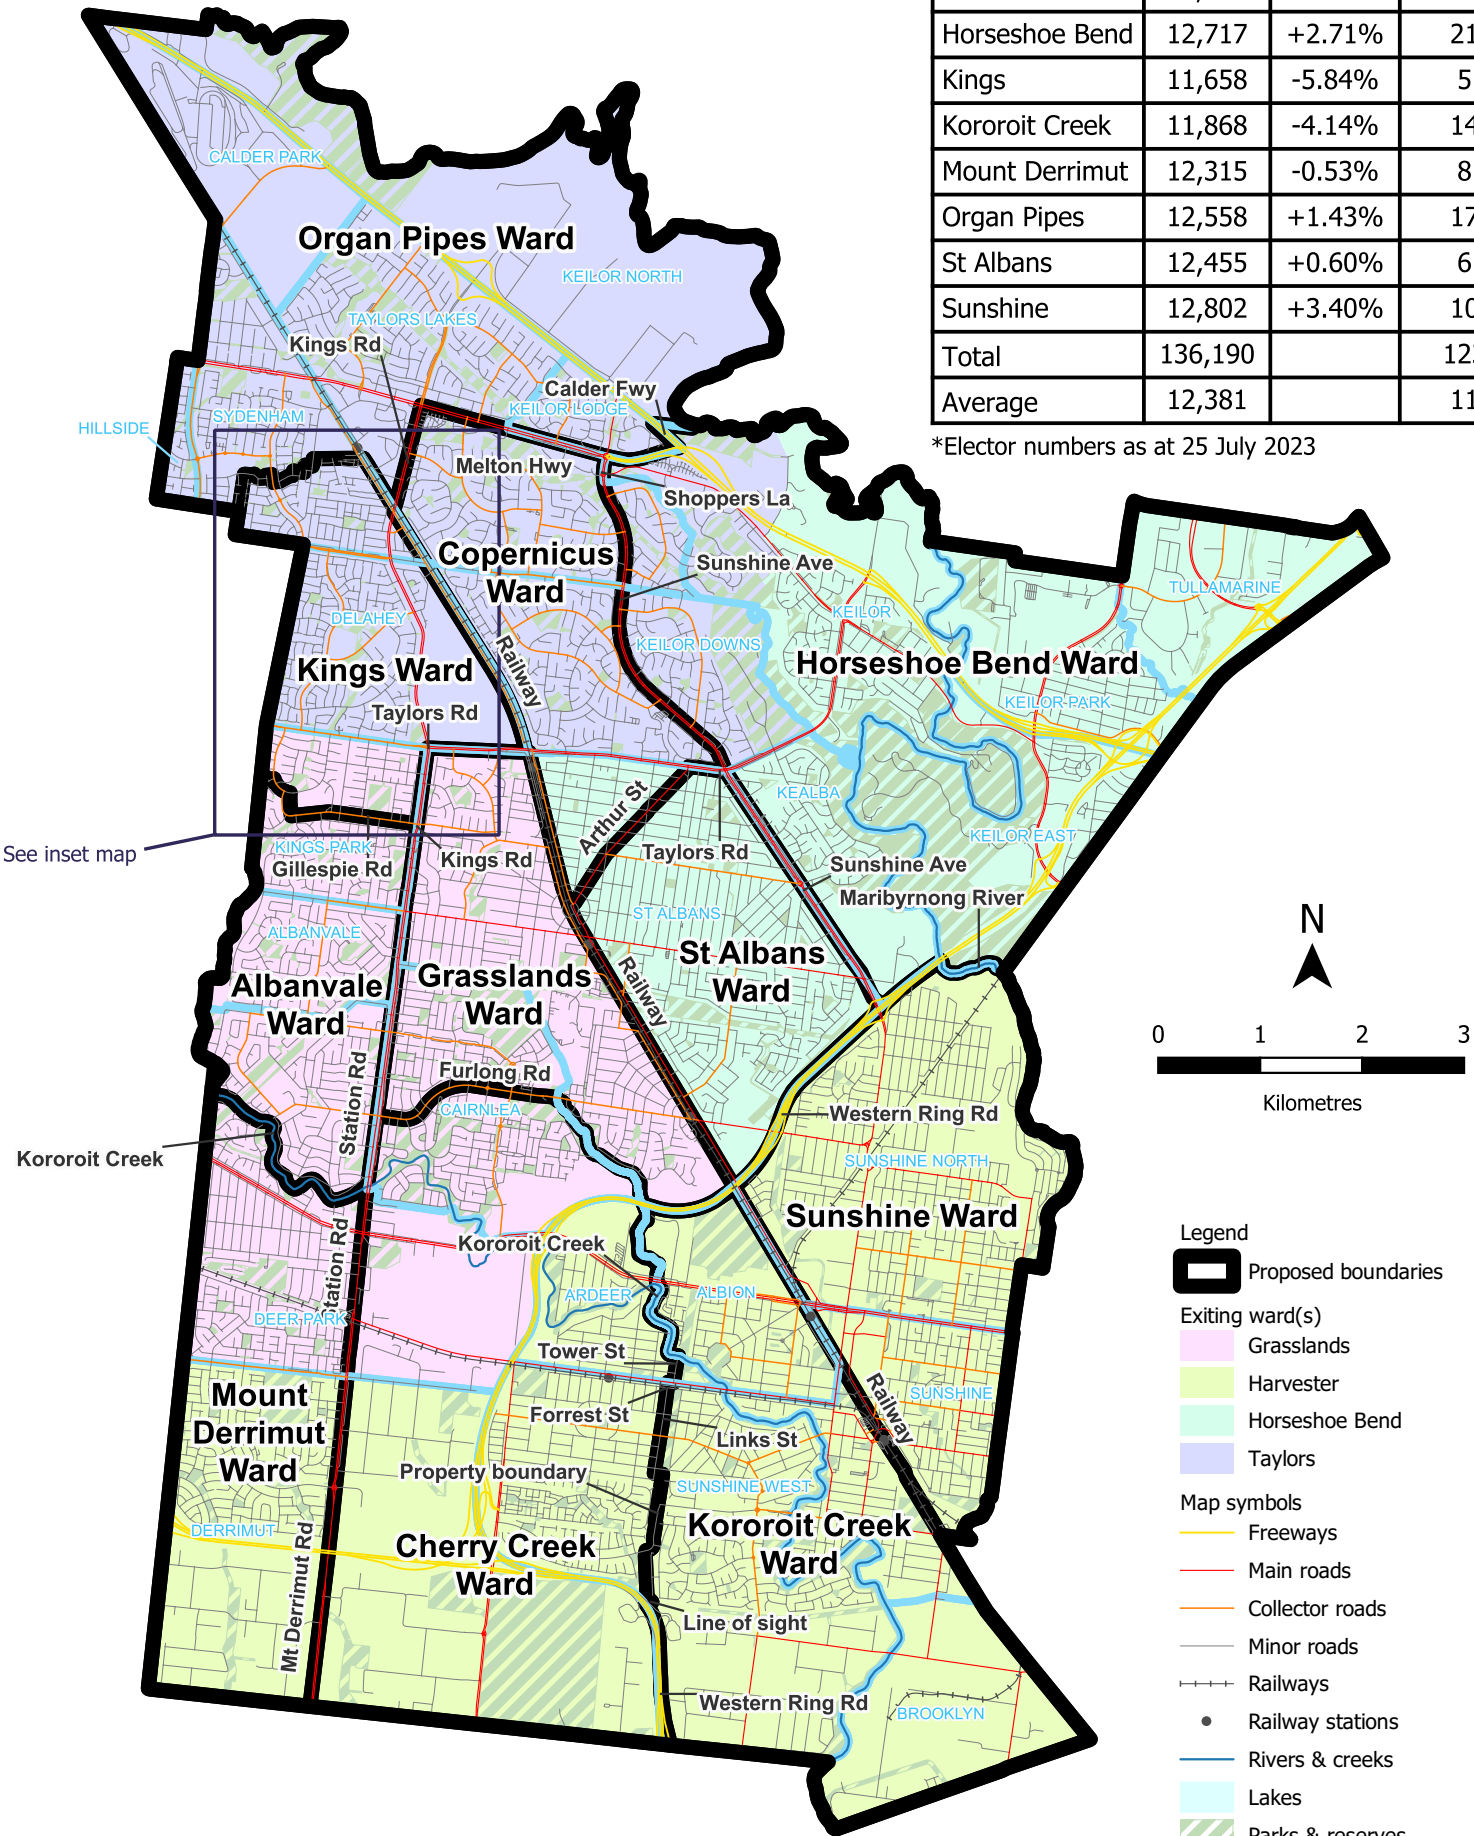 Horseshoe Bend 12,717 +2.71%
Kings 11,658 -5.84%
Kororoit Creek 11,868 -4.14%
Mount Derrimut 12,315 -0.53%
Organ Pipes 12,558 +1.43%
St Albans 12,455 +0.60%
Sunshine 12,802 +3.40%
Total 136,190
Average 12,381
*Elector numbers as at 25 July 2023
CALDER PARK
Organ Pipes Ward
KEILOR NORTH
TAYLORS LAKES
Kings Rd
Calder Fwy
KEILOR LODGE
SYDENHAM
HILLSIDE
Melton Hwy
Shoppers La
Copernicus
Ward
Sunshine Ave
TULLAMARINE
KEILOR
DELAHEY
KEILOR DOWNS
Horseshoe Bend Ward
Kings Ward
Railway
KEILOR PARK
Taylors Rd
KEALBA
Arthur St
KEILOR EAST
See inset map
KINGS PARK
Gillespie Rd
Kings Rd
Taylors Rd
Sunshine Ave
Maribyrnong River
ST ALBANS
ALBANVALE
St Albans
Ward
N
Albanvale
Ward
Grasslands
Ward
Railway
0 1 2 3
Kilometres
Furlong Rd
Station Rd
CAIRNLEA
Western Ring Rd
Kororoit Creek
SUNSHINE NORTH
Sunshine Ward
Station Rd
Kororoit Creek
ARDEER
ALBION
DEER PARK
Tower St
Mount
Derrimut
Ward
Railway
SUNSHINE
Forrest St
Links St
Property boundary
SUNSHINE WEST
DERRIMUT
Kororoit Creek
Ward
Cherry Creek
Ward
Mt Derrimut Rd
Line of sight
Western Ring Rd
BROOKLYN
Legend
Proposed boundaries
Exiting ward(s)
Grasslands
Harvester
Horseshoe Bend
Taylors
Map symbols
Freeways
Main roads
Collector roads
Minor roads
Railways
Railway stations
Rivers & creeks
Lakes
Parks & reserves